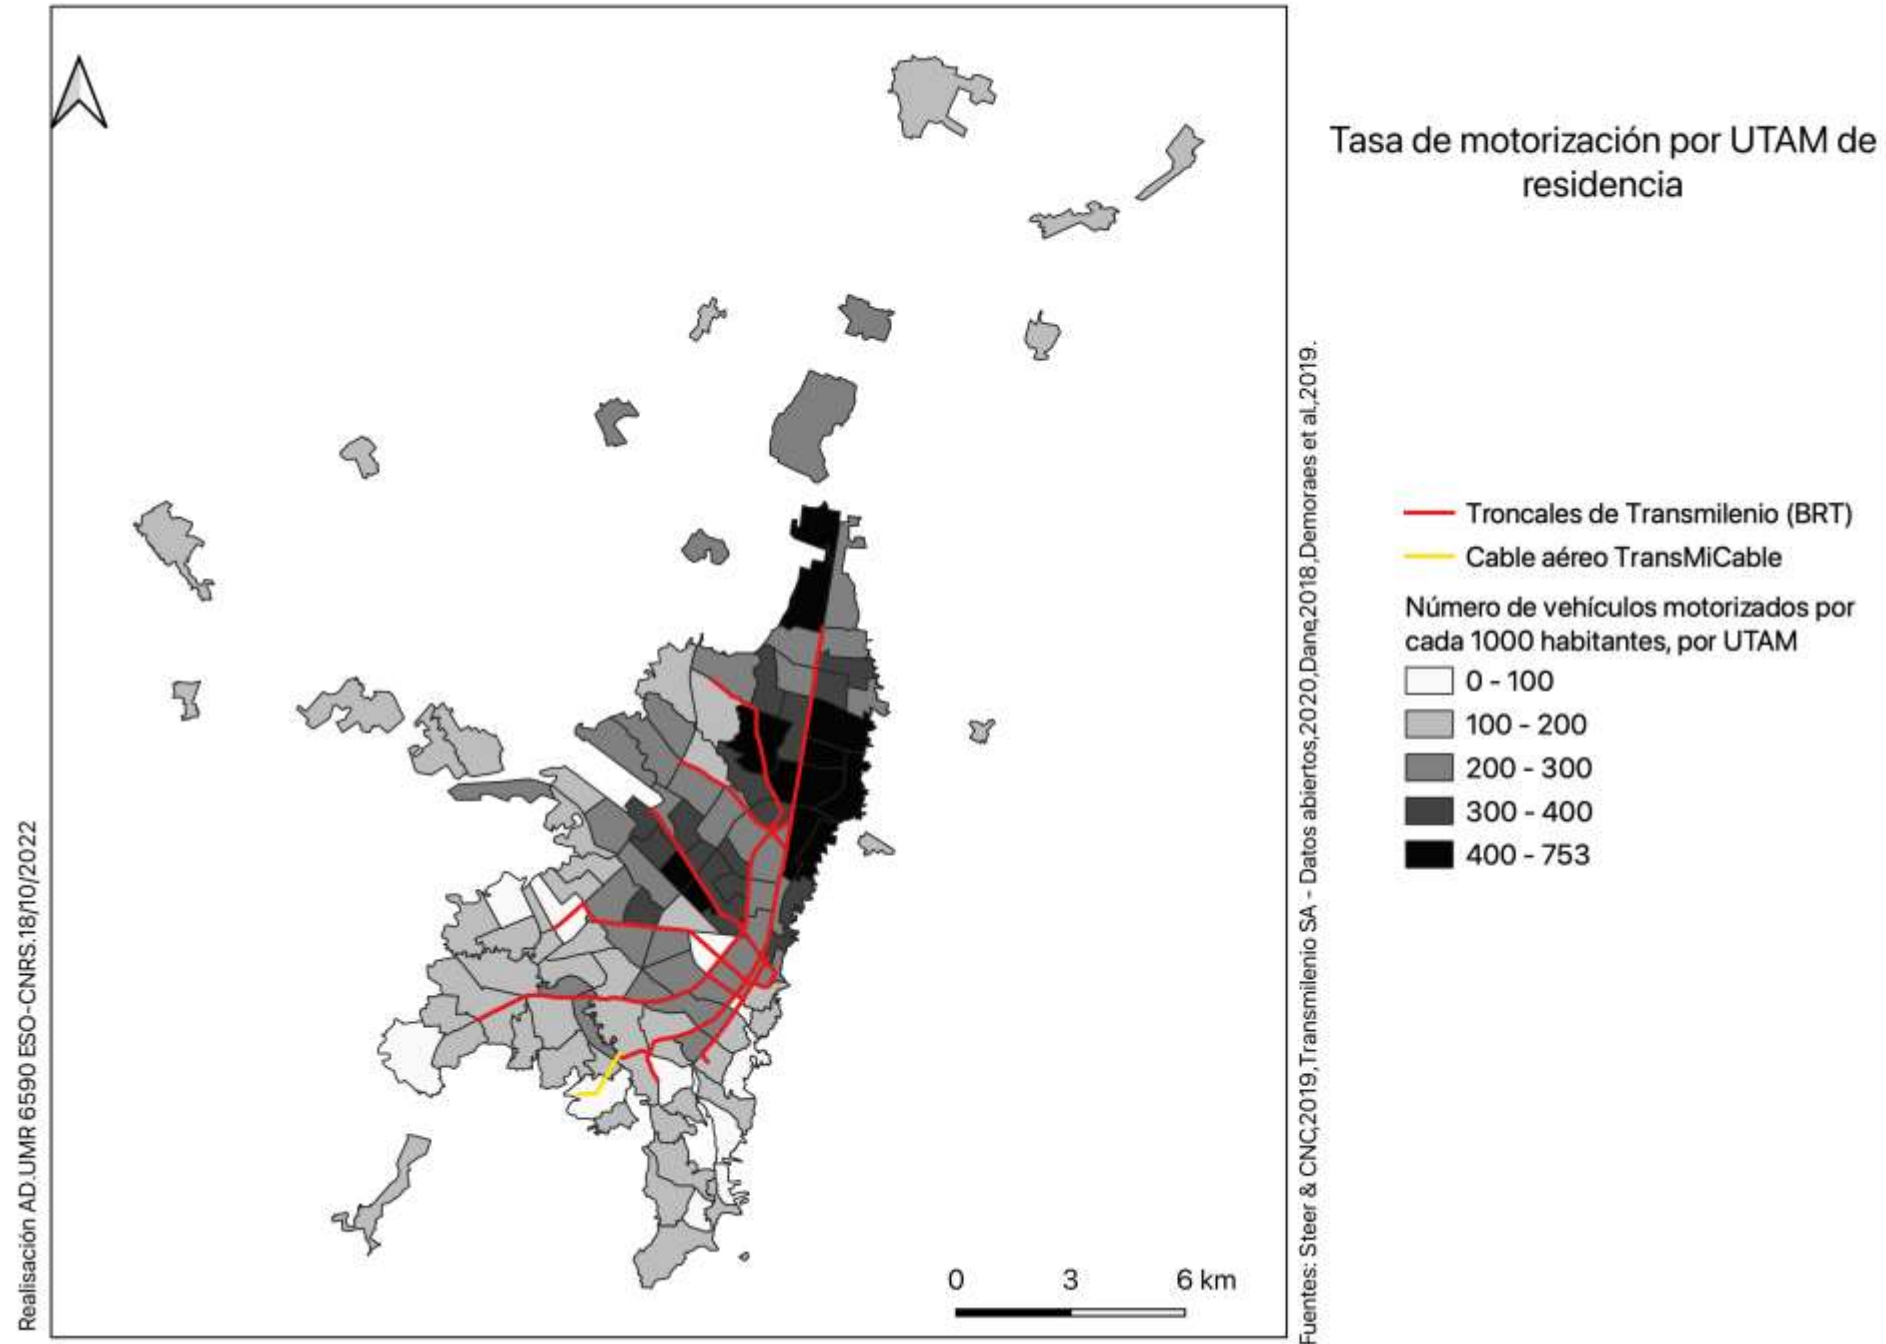 Tasa de motorización por UTAM de
residencia
Troncales de Transmilenio (BRT)
Cable aéreo TransMiCable
Número de vehículos motorizados por
cada 1000 habitantes, por UTAM
0 - 100
100 - 200
200 - 300
300 - 400
400 - 753
0 3 6 km
Realisación AD.UMR 6590 ESO-CNRS.18/10/2022
Fuentes: Steer & CNC,2019,Transmilenio SA - Datos abiertos,2020,Dane,2018,Demoraes et al,2019.